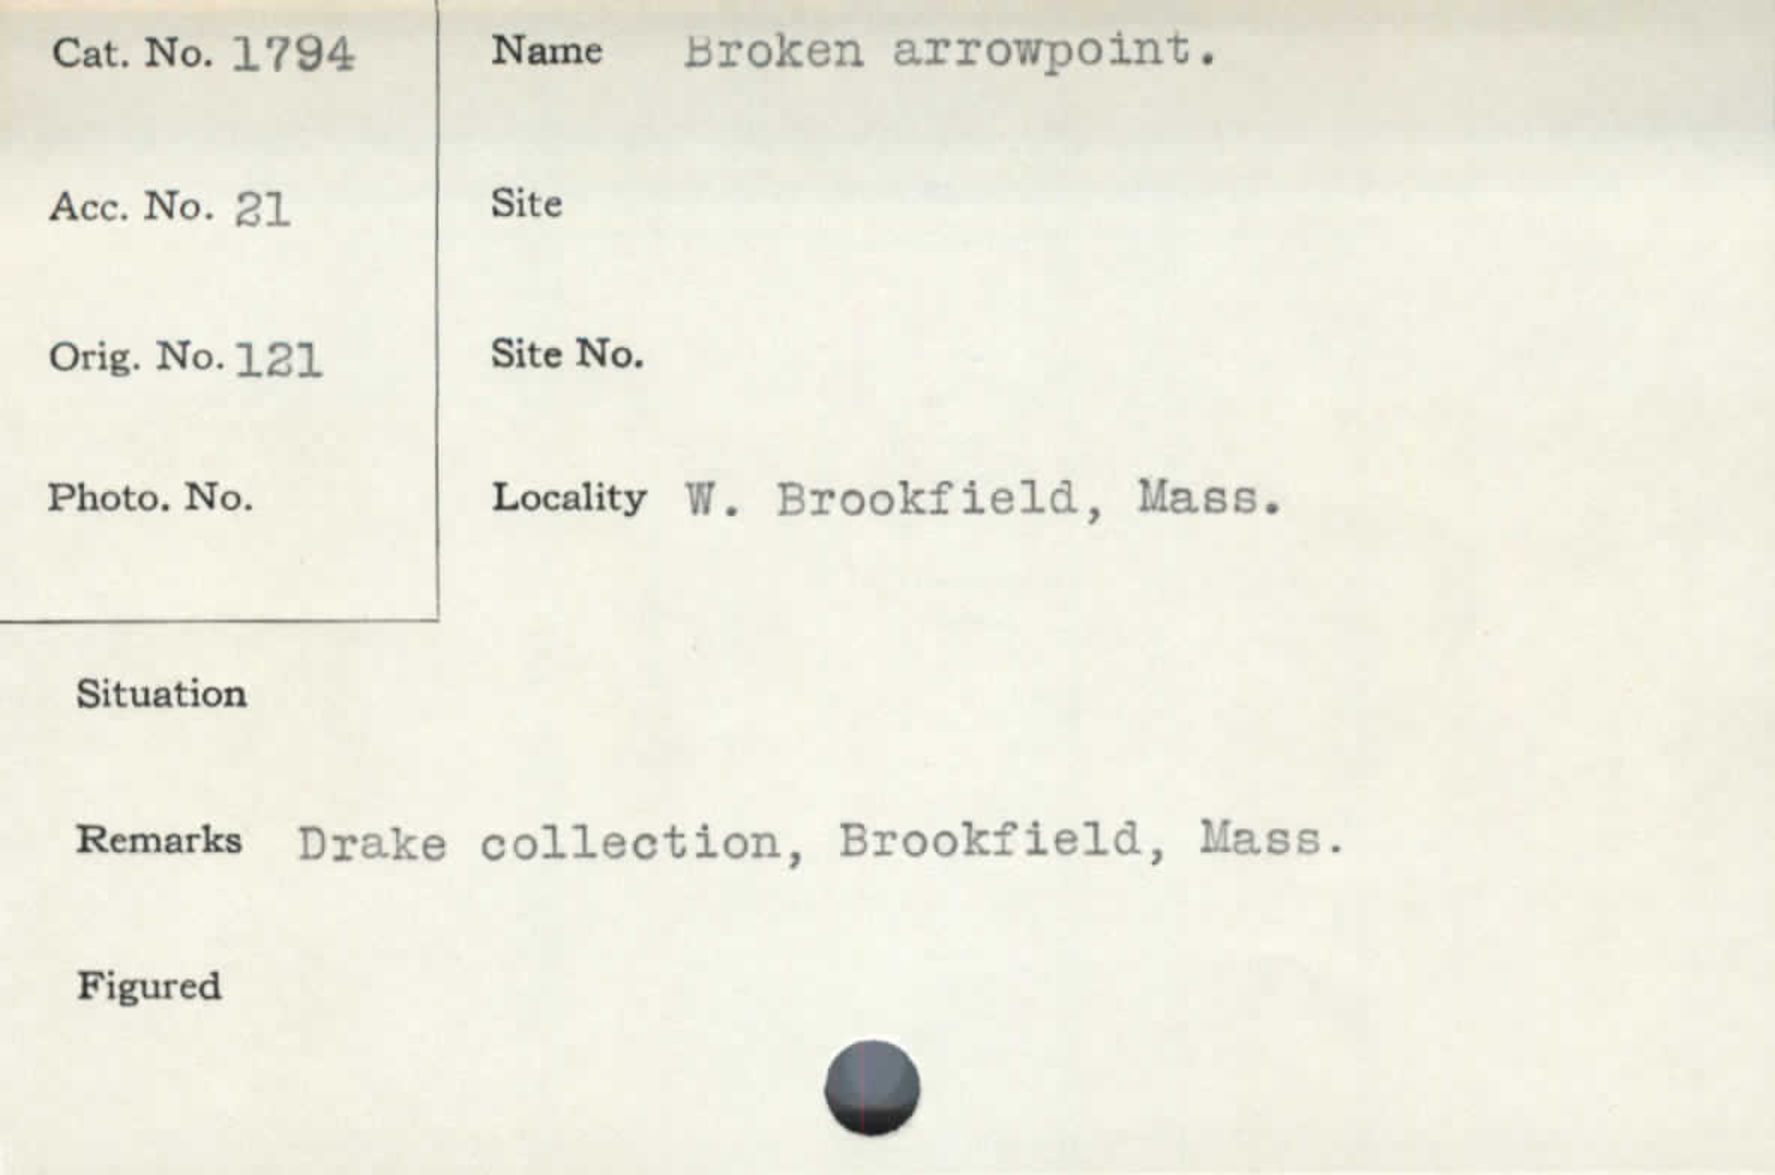 Cat. No. 1794
Name Broken arrowpoint.
Acc. No. 21
Site
Orig. No. 121
Site No.
Photo. No.
Locality W. Brookfield, Mass.
Situation
Remarks Drake collection, Brookfield, Mass.
Figured